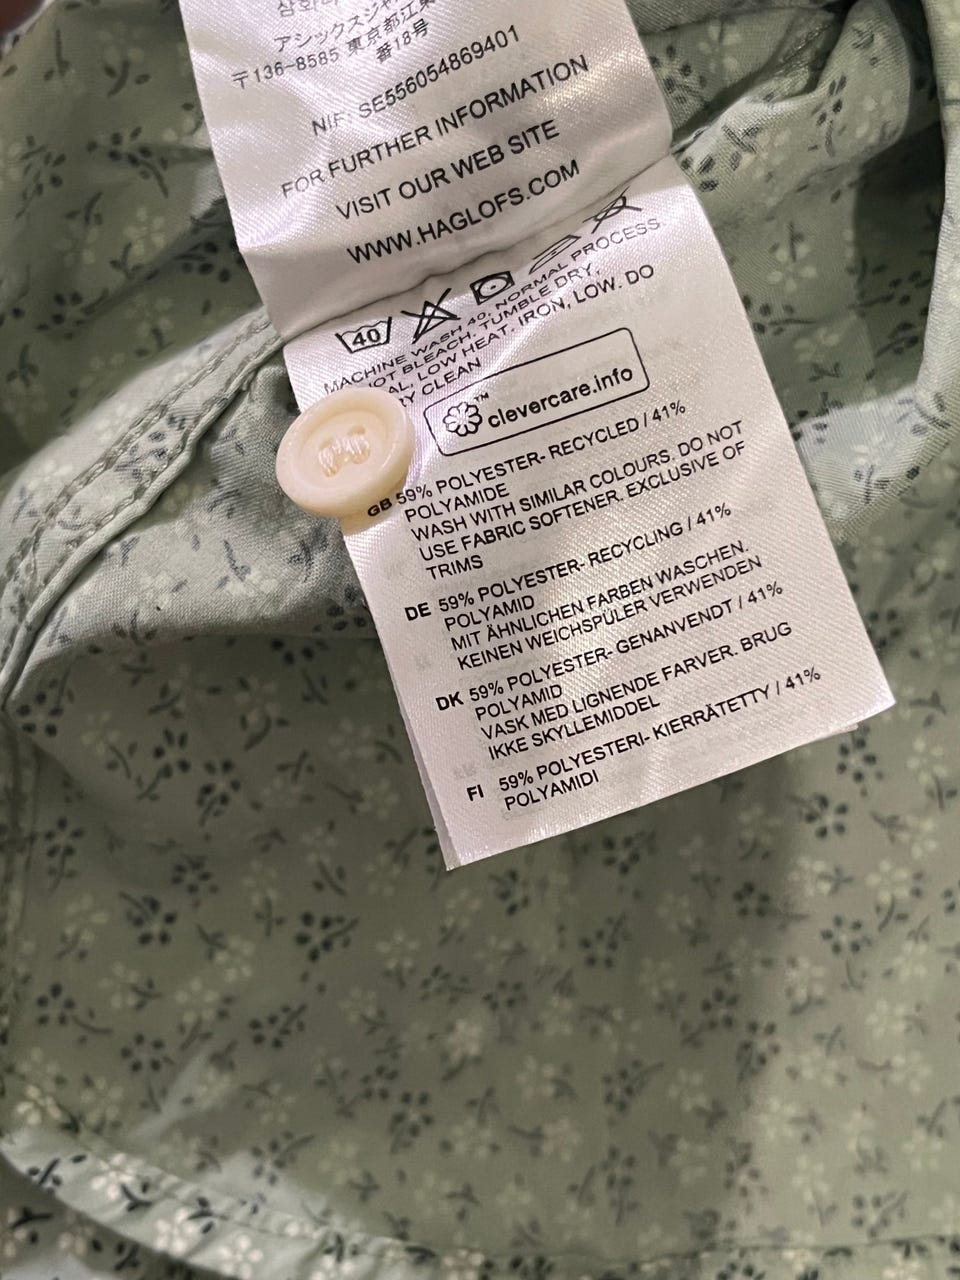 アシックスジャ
〒136-8585 東京都江東
番18号
NIF: SE556054869401
FOR FURTHER INFORMATION
VISIT OUR WEB SITE
WWW.HAGLOFS.COM
40
MACHINE WASH 40, NORMAL PROCESS.
OT BLEACH. TUMBLE DRY,
AL, LOW HEAT. IRON, LOW. DO
Y CLEAN
clevercare.info™
GB 59% POLYESTER- RECYCLED / 41%
POLYAMIDE
WASH WITH SIMILAR COLOURS. DO NOT
USE FABRIC SOFTENER. EXCLUSIVE OF
TRIMS
DE 59% POLYESTER- RECYCLING / 41%
POLYAMID
MIT ÄHNLICHEN FARBEN WASCHEN.
KEINEN WEICHSPÜLER VERWENDEN
DK 59% POLYESTER- GENANVENDT / 41%
POLYAMID
VASK MED LIGNENDE FARVER. BRUG
IKKE SKYLLEMIDDEL
FI 59% POLYESTERI- KIERRÄTETTY / 41%
POLYAMIDI